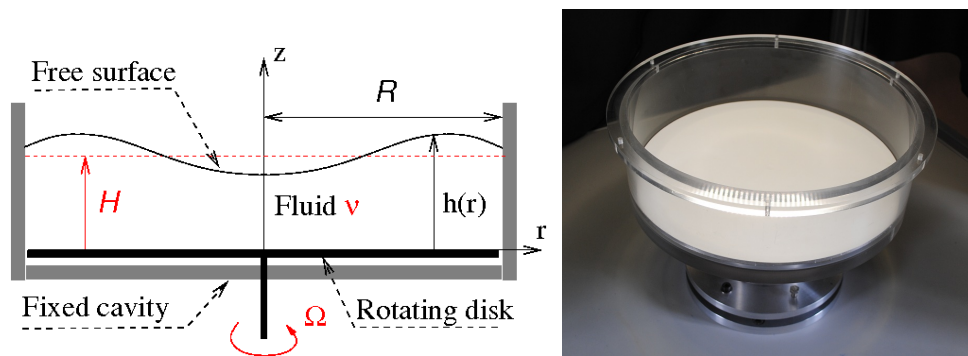 z
Free surface
R
H
Fluid ν
h(r)
r
Fixed cavity
Ω
Rotating disk